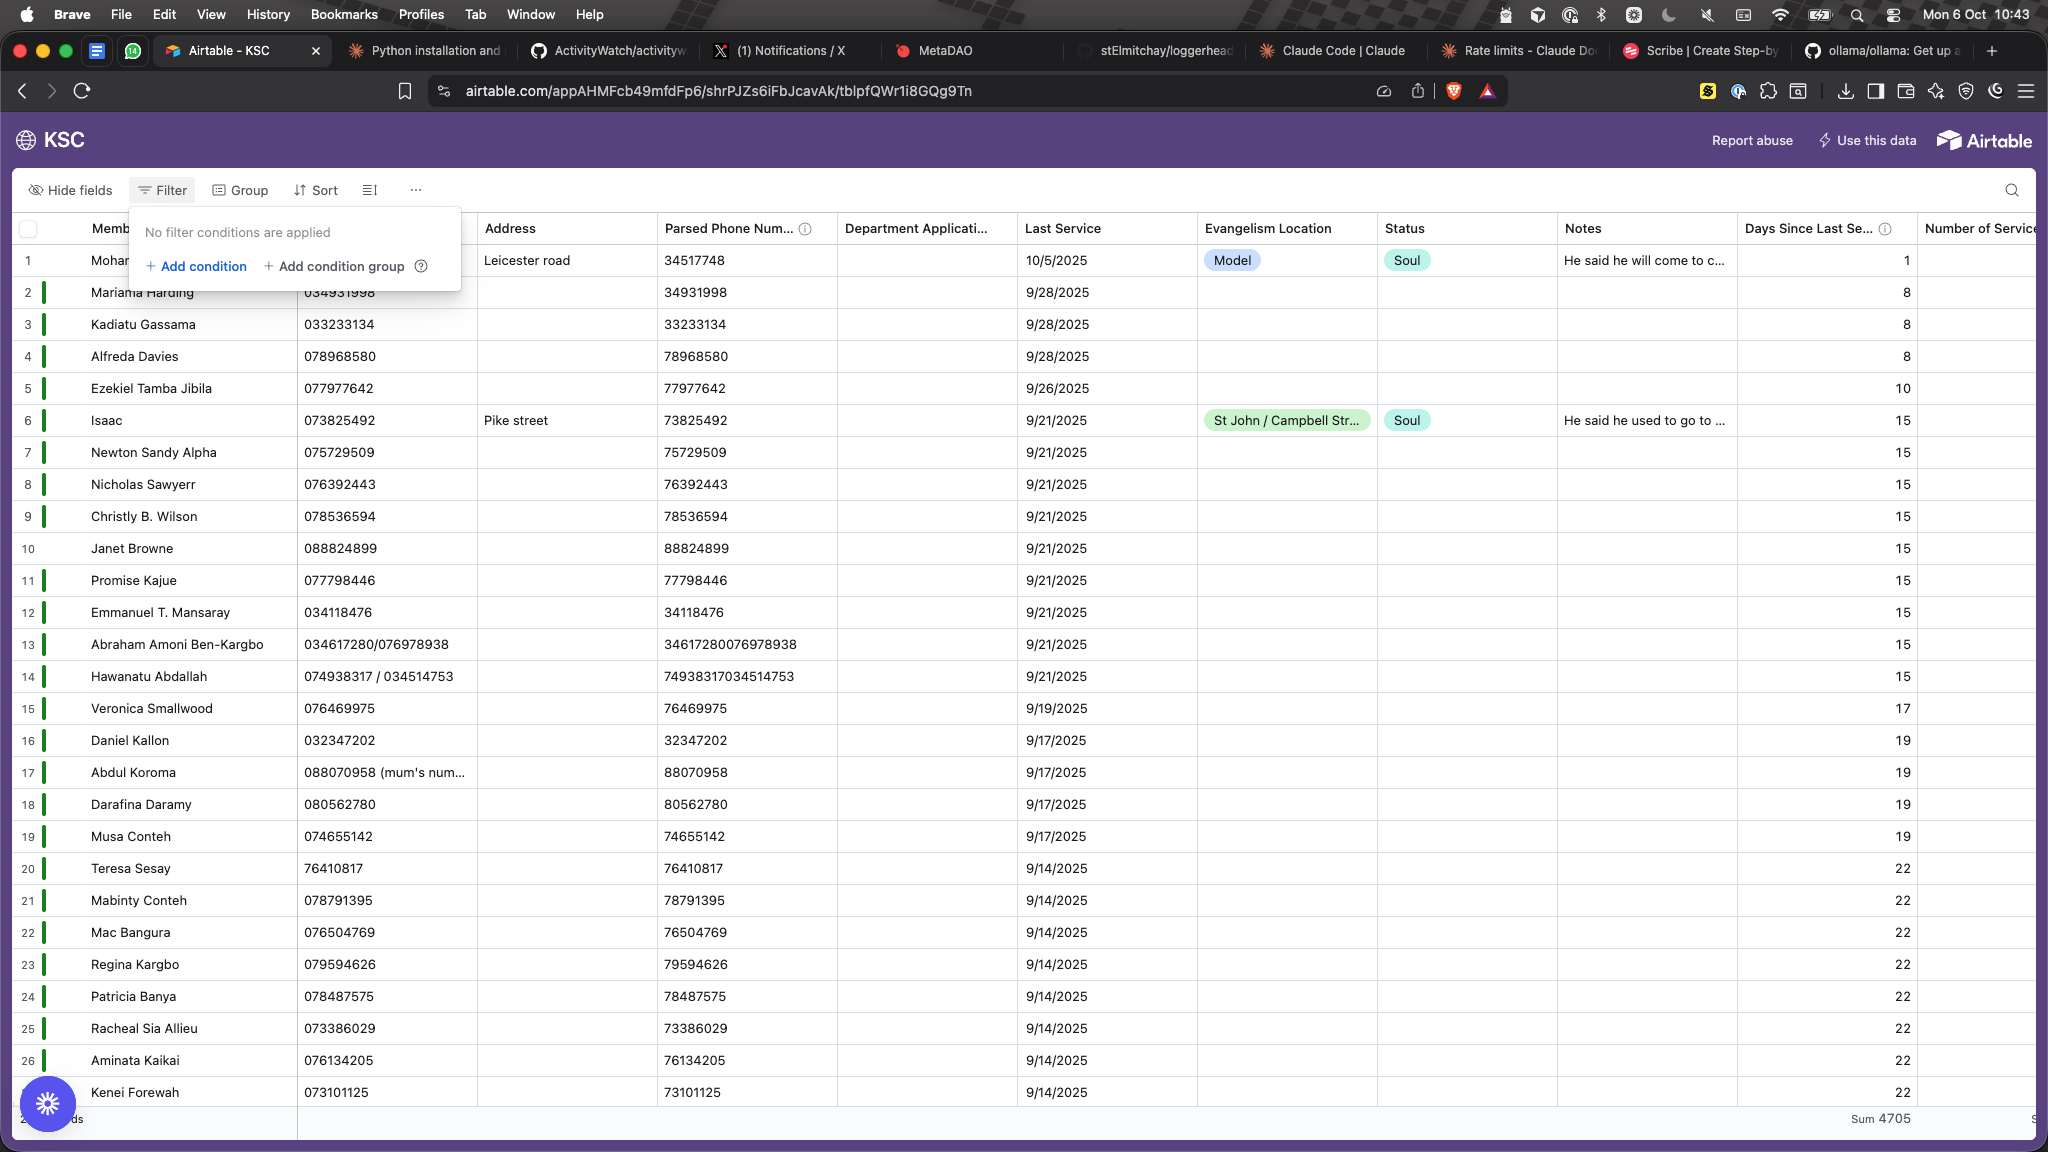 Brave File Edit View History Bookmarks Profiles Tab Window Help Mon 6 Oct 10:43
14 Airtable - KSC Python installation and ActivityWatch/activityw (1) Notifications / X MetaDAO stElmitchay/loggerhead Claude Code | Claude Rate limits - Claude Do Scribe | Create Step-by ollama/ollama: Get up a
airtable.com/appAHMFcb49mfdFp6/shrPJZs6iFbJcavAk/tblpfQWr1i8GQg9Tn
KSC Report abuse Use this data Airtable
Hide fields Filter Group Sort
No filter conditions are applied
+ Add condition + Add condition group
Memb Address Parsed Phone Num... Department Applicati... Last Service Evangelism Location Status Notes Days Since Last Se... Number of Service
1 Mohar Leicester road 34517748 10/5/2025 Model Soul He said he will come to c... 1
2 Mariama Harding 034931998 34931998 9/28/2025 8
3 Kadiatu Gassama 033233134 33233134 9/28/2025 8
4 Alfreda Davies 078968580 78968580 9/28/2025 8
5 Ezekiel Tamba Jibila 077977642 77977642 9/26/2025 10
6 Isaac 073825492 Pike street 73825492 9/21/2025 St John / Campbell Str... Soul He said he used to go to ... 15
7 Newton Sandy Alpha 075729509 75729509 9/21/2025 15
8 Nicholas Sawyerr 076392443 76392443 9/21/2025 15
9 Christly B. Wilson 078536594 78536594 9/21/2025 15
10 Janet Browne 088824899 88824899 9/21/2025 15
11 Promise Kajue 077798446 77798446 9/21/2025 15
12 Emmanuel T. Mansaray 034118476 34118476 9/21/2025 15
13 Abraham Amoni Ben-Kargbo 034617280/076978938 34617280076978938 9/21/2025 15
14 Hawanatu Abdallah 074938317 / 034514753 74938317034514753 9/21/2025 15
15 Veronica Smallwood 076469975 76469975 9/19/2025 17
16 Daniel Kallon 032347202 32347202 9/17/2025 19
17 Abdul Koroma 088070958 (mum's num... 88070958 9/17/2025 19
18 Darafina Daramy 080562780 80562780 9/17/2025 19
19 Musa Conteh 074655142 74655142 9/17/2025 19
20 Teresa Sesay 76410817 76410817 9/14/2025 22
21 Mabinty Conteh 078791395 78791395 9/14/2025 22
22 Mac Bangura 076504769 76504769 9/14/2025 22
23 Regina Kargbo 079594626 79594626 9/14/2025 22
24 Patricia Banya 078487575 78487575 9/14/2025 22
25 Racheal Sia Allieu 073386029 73386029 9/14/2025 22
26 Aminata Kaikai 076134205 76134205 9/14/2025 22
Kenei Forewah 073101125 73101125 9/14/2025 22
Sum 4705